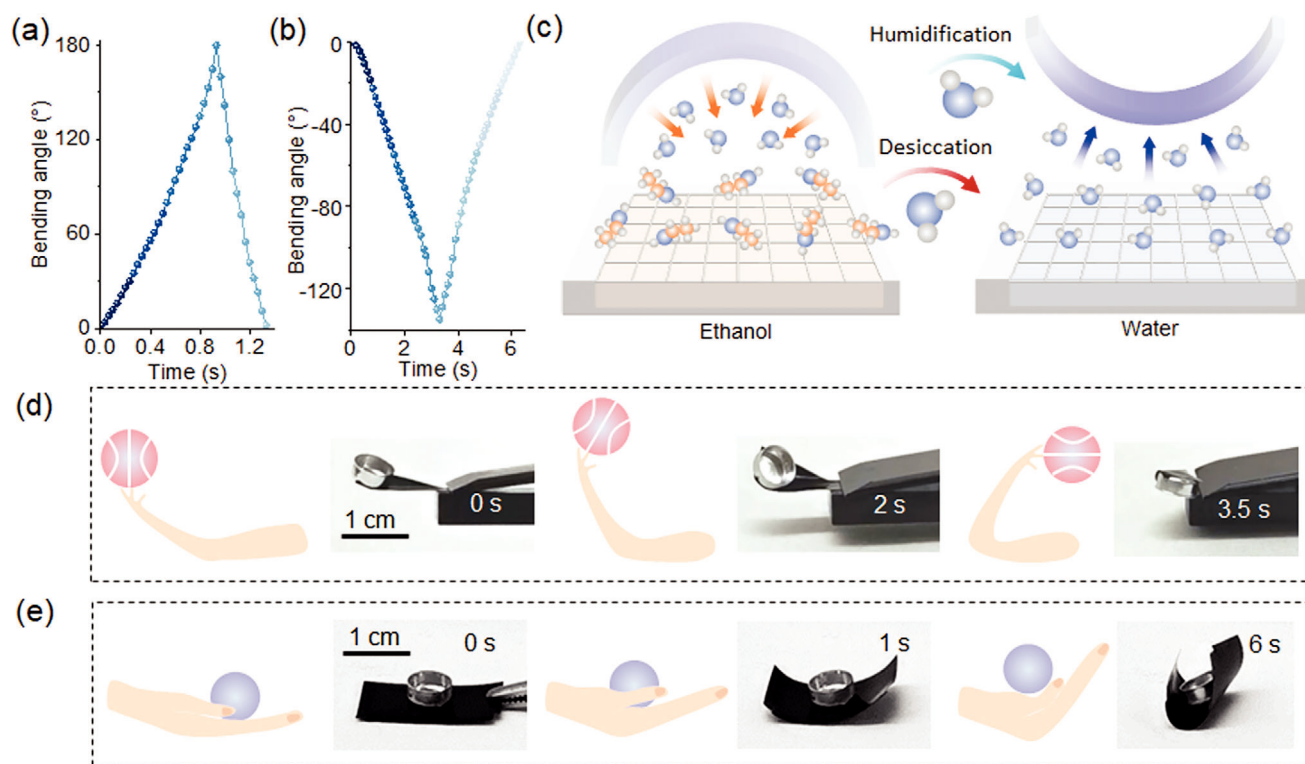 (a)
180
120
60
0
Bending angle (°)
0.0 0.4 0.8 1.2
Time (s)
(b)
0
-40
-80
-120
Bending angle (°)
0 2 4 6
Time (s)
(c)
Humidification
Desiccation
Ethanol
Water
(d)
1 cm
0 s
2 s
3.5 s
(e)
1 cm
0 s
1 s
6 s